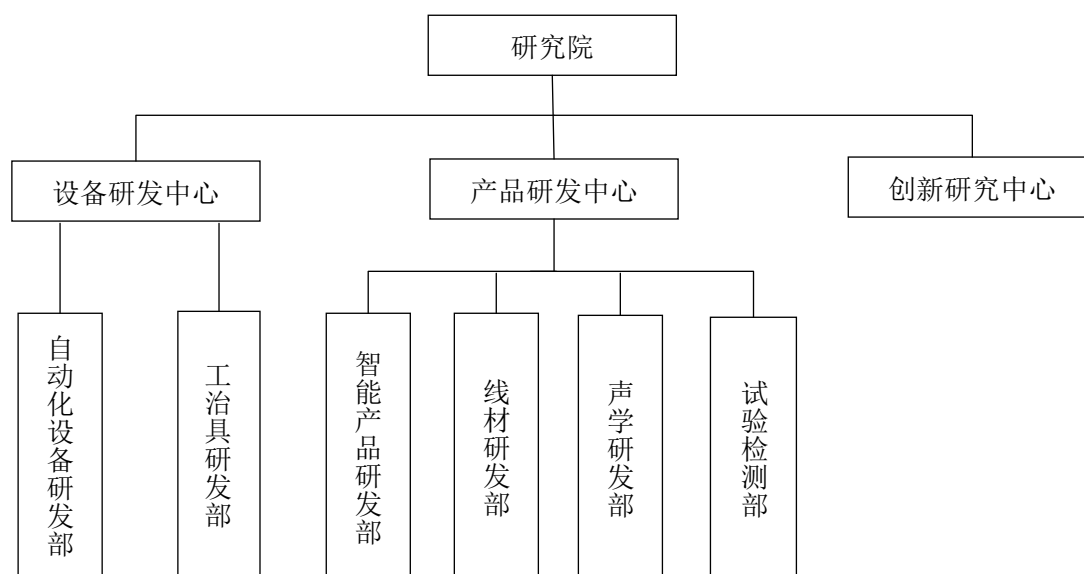 研究院
设备研发中心
产品研发中心
创新研究中心
自动化设备研发部
工治具研发部
智能产品研发部
线材研发部
声学研发部
试验检测部